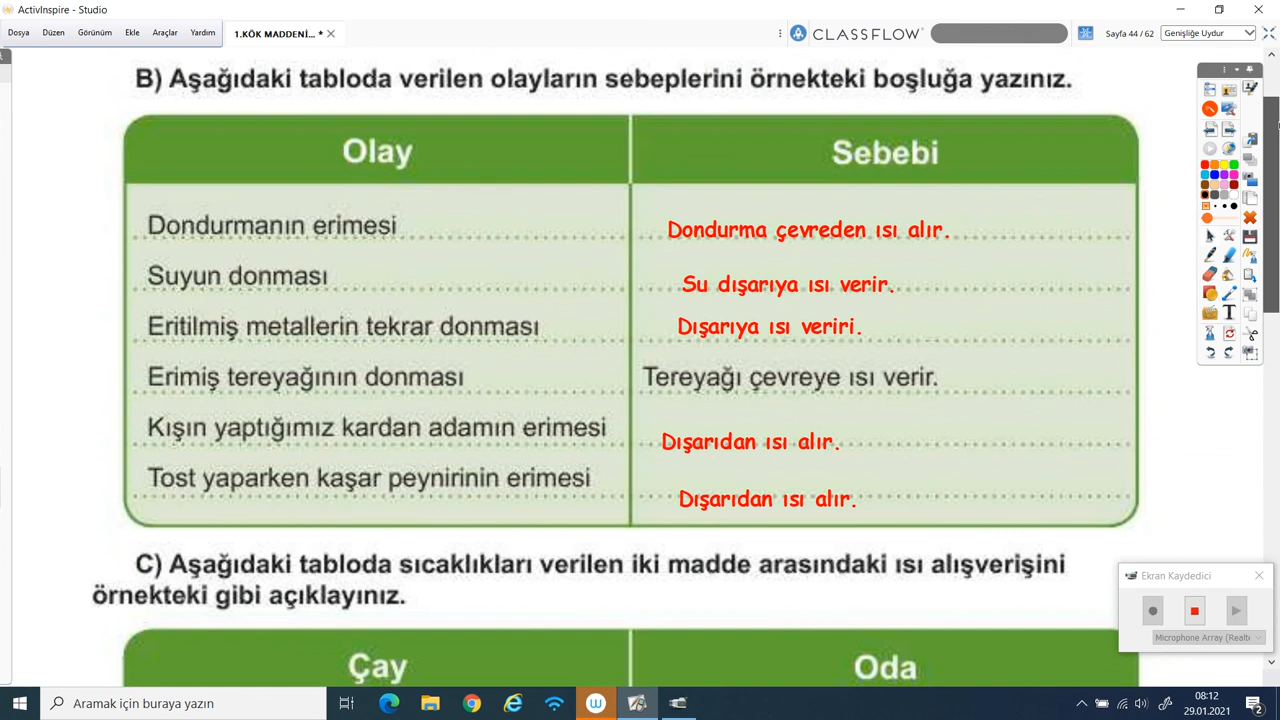 ActivInspire - Studio
Dosya Düzen Görünüm Ekle Araçlar Yardım
1.KÖK MADDENİ... *
CLASSFLOW
Sayfa 44 / 62
Genişliğe Uydur
B) Aşağıdaki tabloda verilen olayların sebeplerini örnekteki boşluğa yazınız.
Olay Sebebi
Dondurmanın erimesi Dondurma çevreden ısı alır.
Suyun donması Su dışarıya ısı verir.
Eritilmiş metallerin tekrar donması Dışarıya ısı veriri.
Erimiş tereyağının donması Tereyağı çevreye ısı verir.
Kışın yaptığımız kardan adamın erimesi Dışarıdan ısı alır.
Tost yaparken kaşar peynirinin erimesi Dışarıdan ısı alır.
C) Aşağıdaki tabloda sıcaklıkları verilen iki madde arasındaki ısı alışverişini
örnekteki gibi açıklayınız.
Çay Oda
Ekran Kaydedici
Microphone Array (Realte
Aramak için buraya yazın
08:12
29.01.2021
2